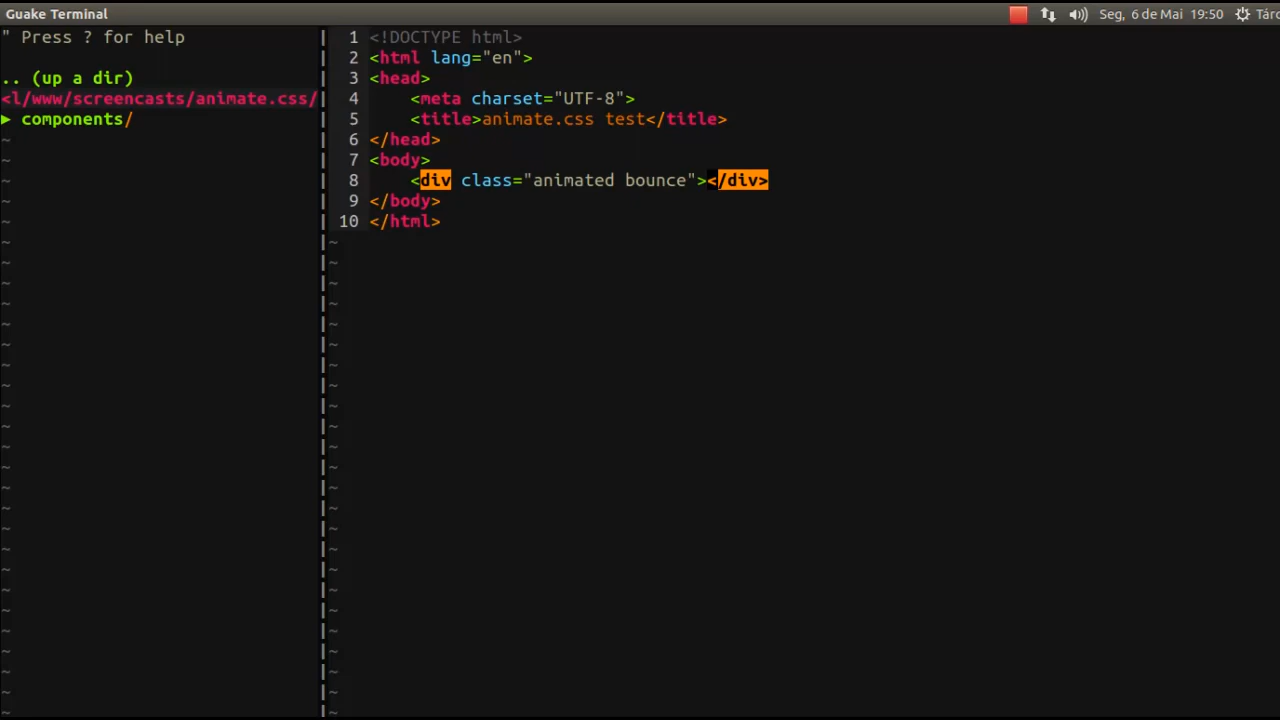 Guake Terminal
Seg, 6 de Mai 19:50
Tárc
" Press ? for help
.. (up a dir)
<l/www/screencasts/animate.css/
▶ components/
1 <!DOCTYPE html>
2 <html lang="en">
3 <head>
4     <meta charset="UTF-8">
5     <title>animate.css test</title>
6 </head>
7 <body>
8     <div class="animated bounce"></div>
9 </body>
10 </html>